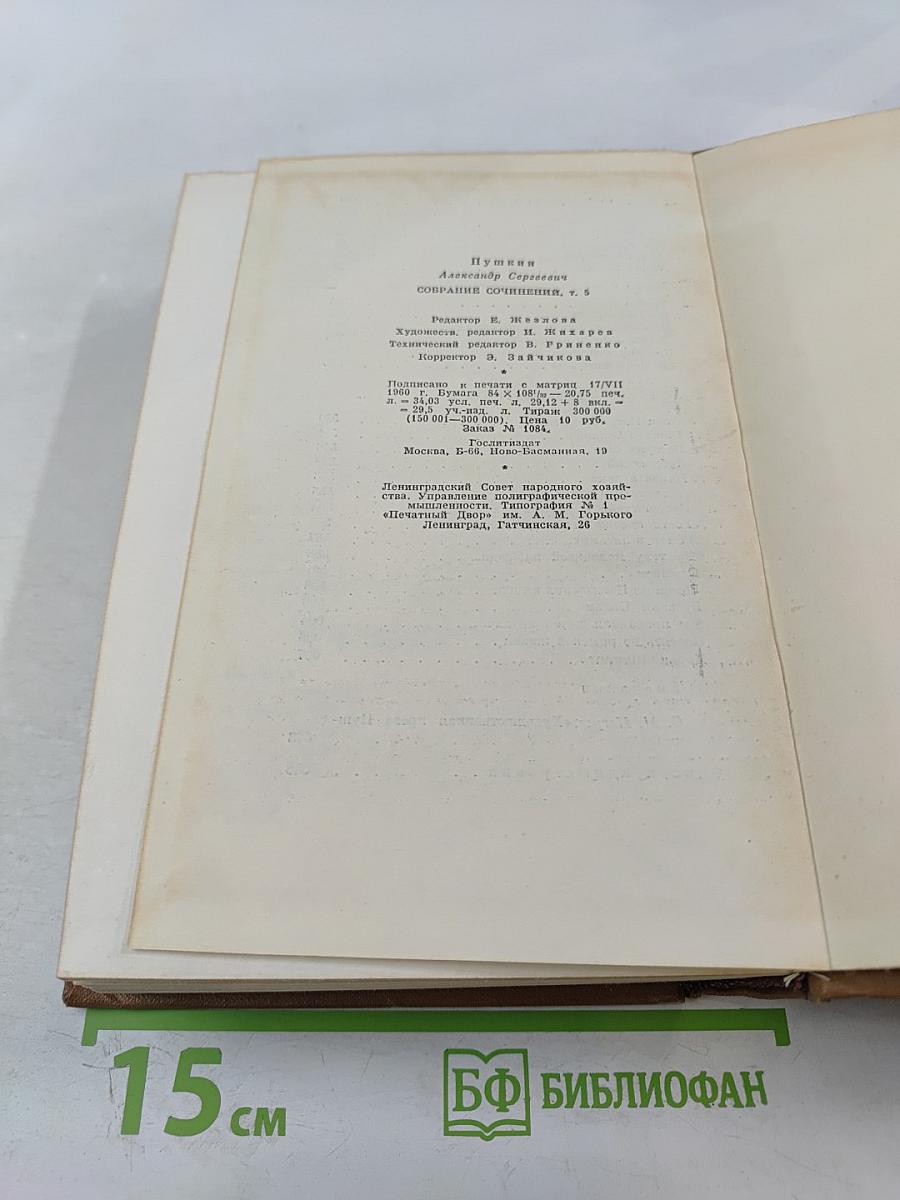 Пушкин
Александр Сергеевич
СОБРАНИЕ СОЧИНЕНИЙ, т. 5
Редактор Е. Жезлова
Художеств. редактор И. Жихарев
Технический редактор В. Гриненко
Корректор Э. Зайчикова
*
Подписано к печати с матриц 17/VII
1960 г. Бумага 84 × 108¹/₃₂ — 20,75 печ.
л. = 34,03 усл. печ. л. 29,12 + 8 вкл. =
= 29,5 уч.-изд. л. Тираж 300 000
(150 001—300 000). Цена 10 руб.
Заказ № 1084.
Гослитиздат
Москва, Б-66, Ново-Басманная, 19
*
Ленинградский Совет народного хозяй-
ства. Управление полиграфической про-
мышленности. Типография № 1
«Печатный Двор» им. А. М. Горького
Ленинград, Гатчинская, 26
15 см
БФ БИБЛИОФАН